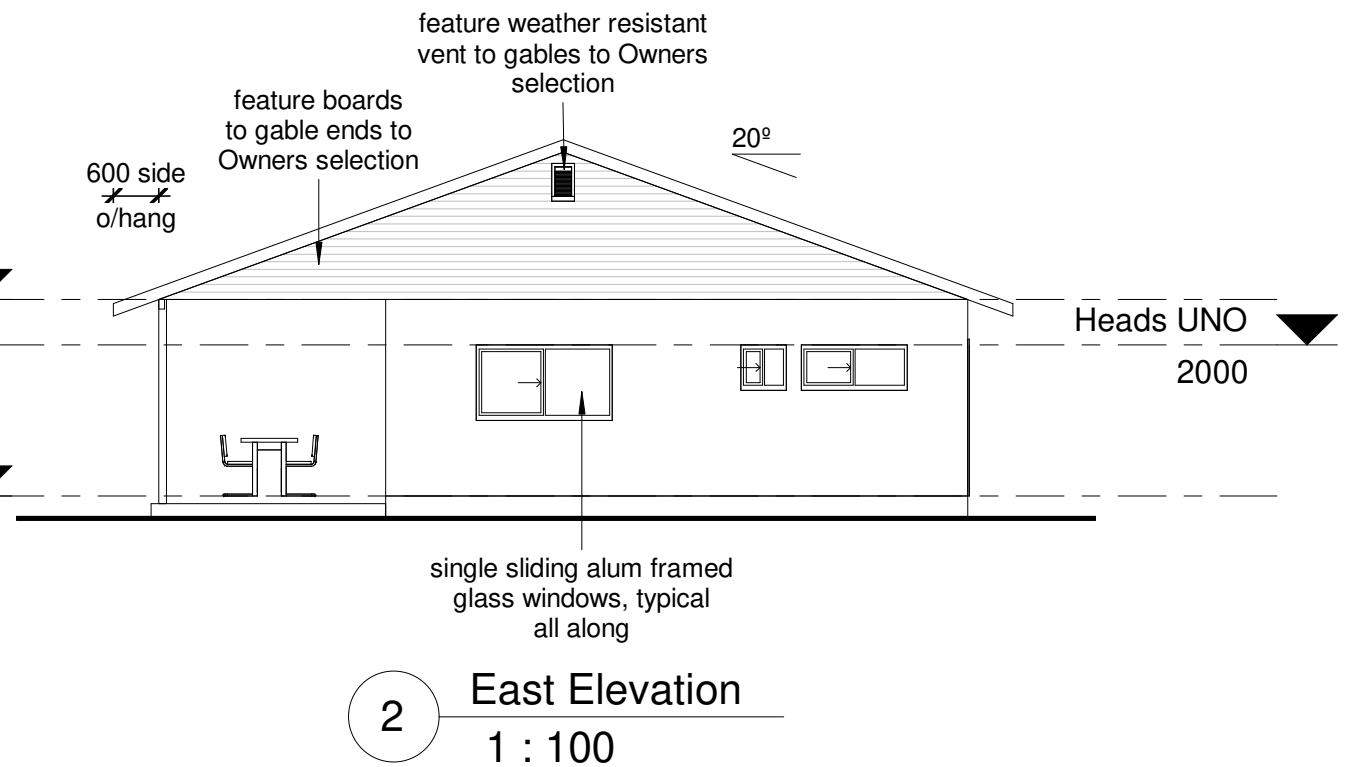 feature weather resistant
vent to gables to Owners
selection
feature boards
to gable ends to
Owners selection
20º
600 side
o/hang
Heads UNO
2000
single sliding alum framed
glass windows, typical
all along
2
East Elevation
1 : 100